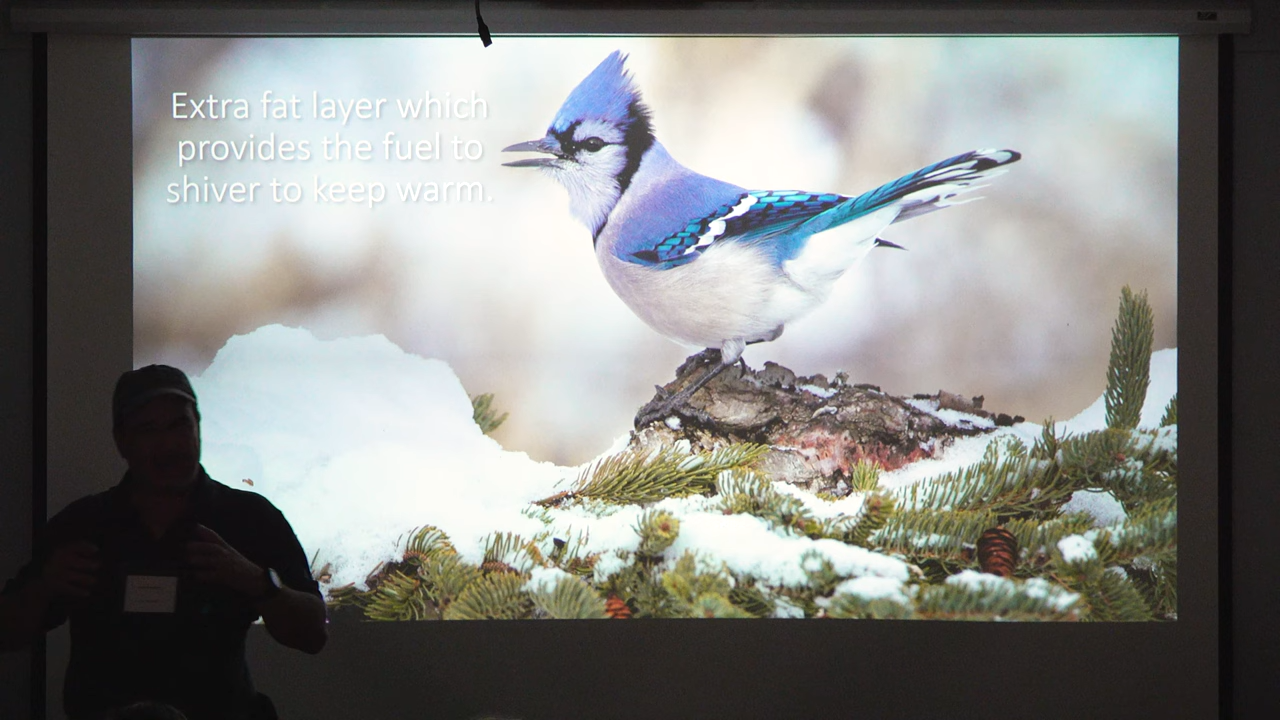 Extra fat layer which
provides the fuel to
shiver to keep warm.